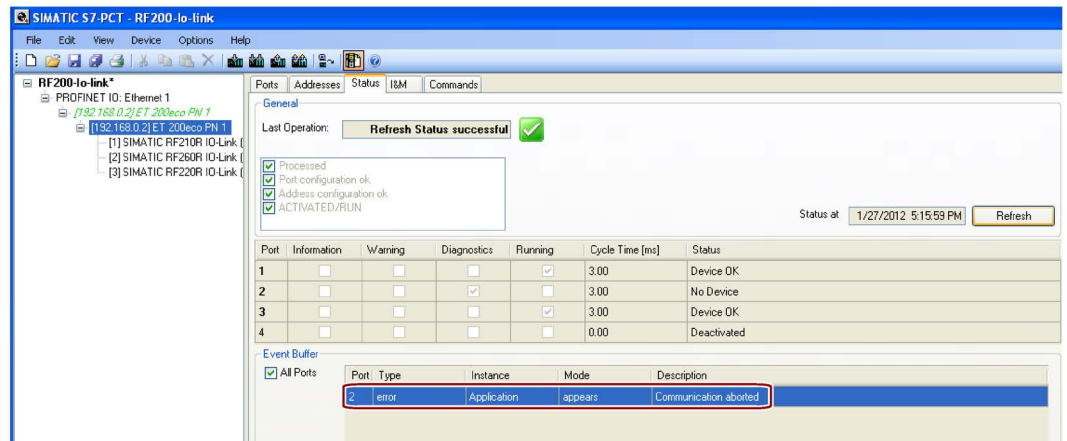 SIMATIC S7-PCT - RF200-Io-link
File Edit View Device Options Help
RF200-Io-link*
PROFINET IO: Ethernet 1
[192.168.0.2] ET 200eco PN 1
[192.168.0.2] ET 200eco PN 1
[1] SIMATIC RF210R IO-Link (
[2] SIMATIC RF260R IO-Link (
[3] SIMATIC RF220R IO-Link (
Ports Addresses Status I&M Commands
General
Last Operation: Refresh Status successful
Processed
Port configuration ok
Address configuration ok
ACTIVATED/RUN
Status at 1/27/2012 5:15:59 PM Refresh
Port Information Warning Diagnostics Running Cycle Time [ms] Status
1 3.00 Device OK
2 3.00 No Device
3 3.00 Device OK
4 0.00 Deactivated
Event Buffer
All Ports
Port Type Instance Mode Description
2 error Application appears Communication aborted